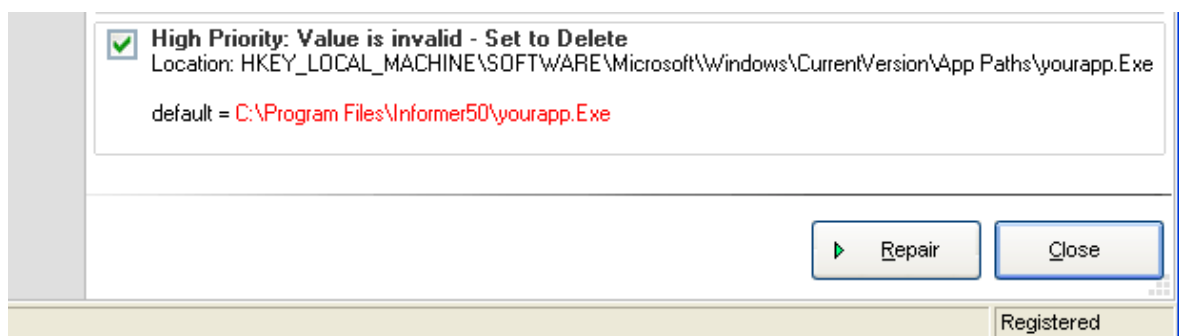 High Priority: Value is invalid - Set to Delete
Location: HKEY_LOCAL_MACHINE\SOFTWARE\Microsoft\Windows\CurrentVersion\App Paths\yourapp.Exe
default = C:\Program Files\Informer50\yourapp.Exe
Repair
Close
Registered